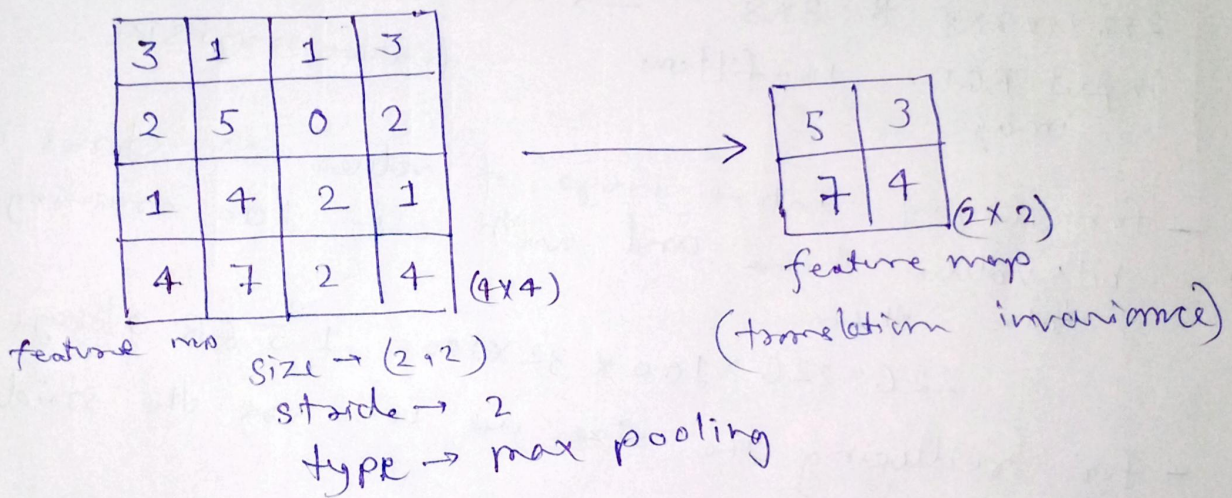 3 1 1 3
2 5 0 2
1 4 2 1
4 7 2 4 (4x4)
feature mp
size → (2,2)
stride → 2
type → max pooling
5 3
7 4 (2x2)
feature map
(translation invariance)